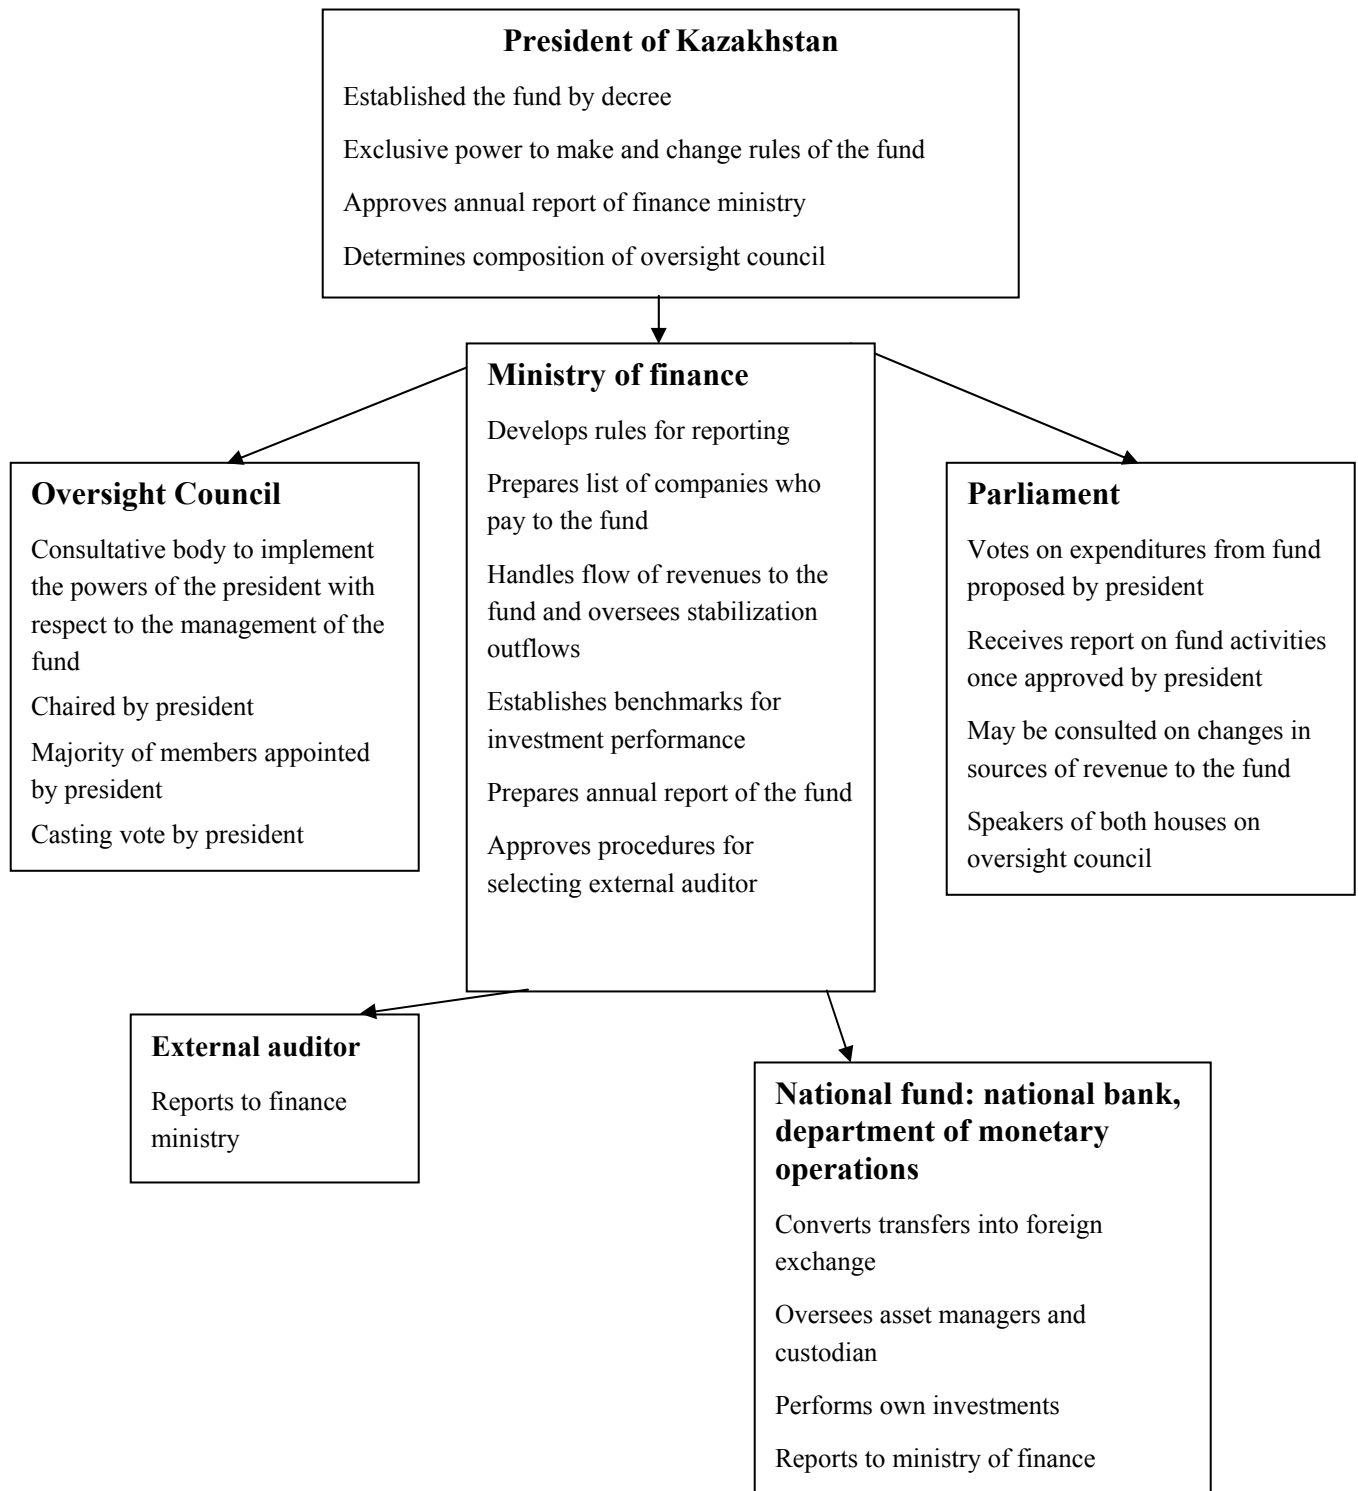 President of Kazakhstan
Established the fund by decree
Exclusive power to make and change rules of the fund
Approves annual report of finance ministry
Determines composition of oversight council
Ministry of finance
Develops rules for reporting
Prepares list of companies who
pay to the fund
Handles flow of revenues to the
fund and oversees stabilization
outflows
Establishes benchmarks for
investment performance
Prepares annual report of the fund
Approves procedures for
selecting external auditor
Oversight Council
Consultative body to implement
the powers of the president with
respect to the management of the
fund
Chaired by president
Majority of members appointed
by president
Casting vote by president
Parliament
Votes on expenditures from fund
proposed by president
Receives report on fund activities
once approved by president
May be consulted on changes in
sources of revenue to the fund
Speakers of both houses on
oversight council
External auditor
Reports to finance
ministry
National fund: national bank,
department of monetary
operations
Converts transfers into foreign
exchange
Oversees asset managers and
custodian
Performs own investments
Reports to ministry of finance